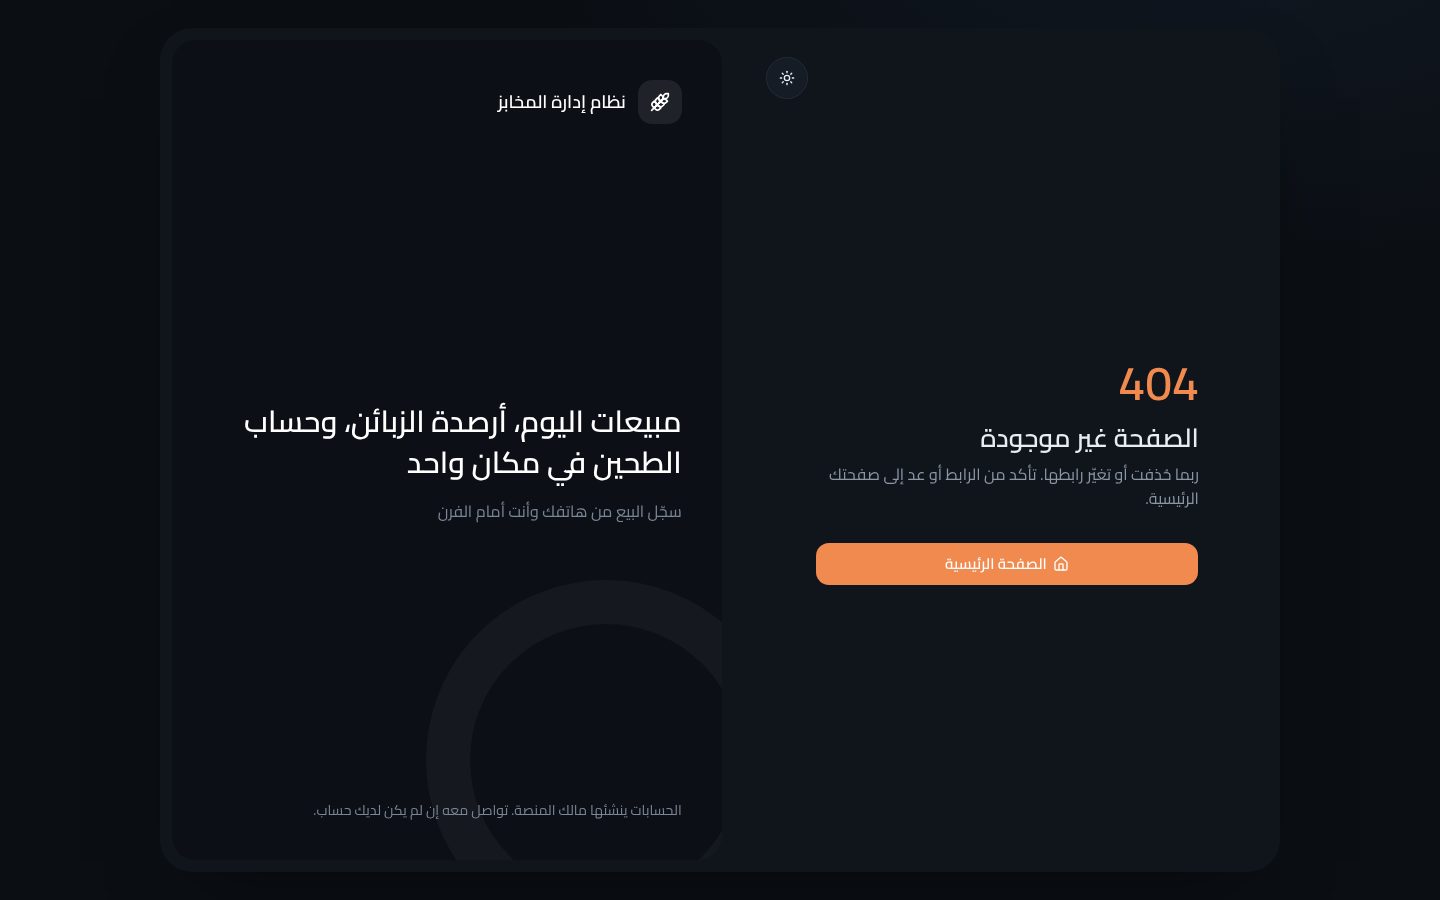 404
الصفحة غير موجودة
ربما حُذفت أو تغيّر رابطها. تأكد من الرابط أو عد إلى صفحتك
الرئيسية.
الصفحة الرئيسية
نظام إدارة المخابز
مبيعات اليوم، أرصدة الزبائن، وحساب
الطحين في مكان واحد
سجّل البيع من هاتفك وأنت أمام الفرن
الحسابات ينشئها مالك المنصة. تواصل معه إن لم يكن لديك حساب.